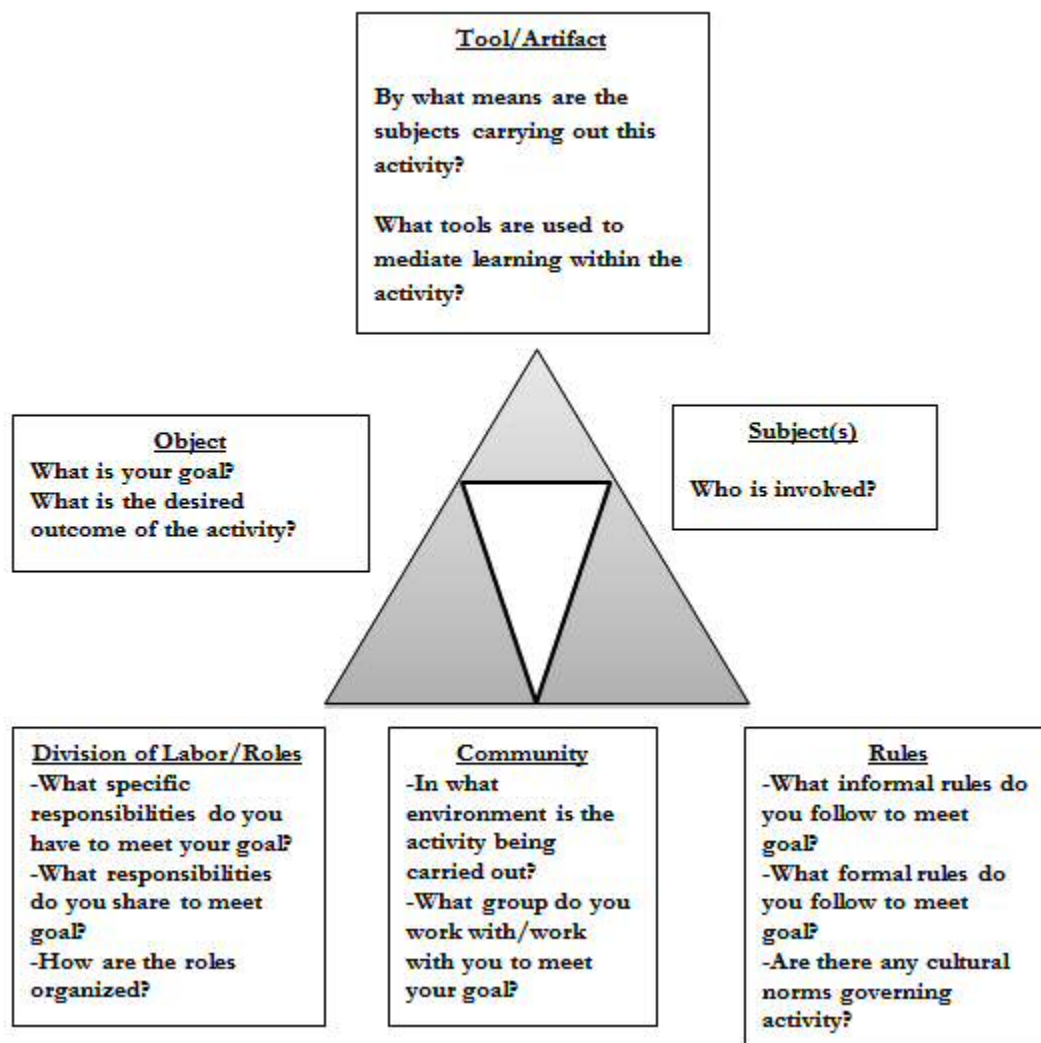 Tool/Artifact
By what means are the
subjects carrying out this
activity?
What tools are used to
mediate learning within the
activity?
Object
What is your goal?
What is the desired
outcome of the activity?
Subject(s)
Who is involved?
Division of Labor/Roles
-What specific
responsibilities do you
have to meet your goal?
-What responsibilities
do you share to meet
goal?
-How are the roles
organized?
Community
-In what
environment is the
activity being
carried out?
-What group do you
work with/work
with you to meet
your goal?
Rules
-What informal rules do
you follow to meet
goal?
-What formal rules do
you follow to meet
goal?
-Are there any cultural
norms governing
activity?